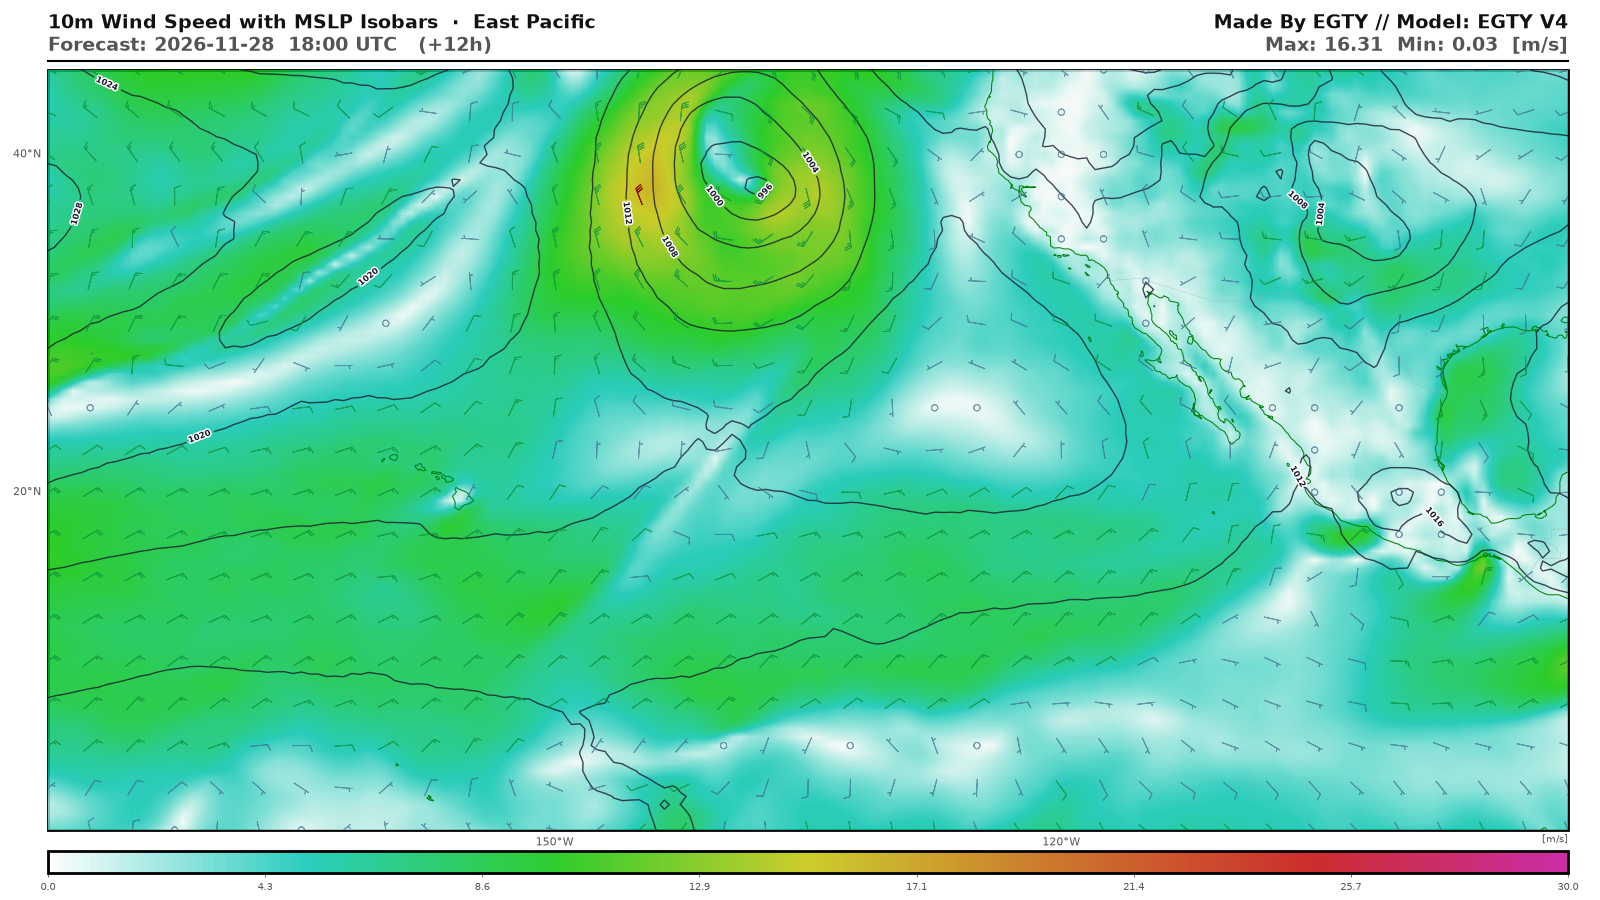 10m Wind Speed with MSLP Isobars · East Pacific
Made By EGTY // Model: EGTY V4
Forecast: 2026-11-28 18:00 UTC (+12h)
Max: 16.31 Min: 0.03 [m/s]
1024
40°N
1004
996
1000
1008
1004
1028
1012
1008
1020
1020
20°N
1012
1016
150°W
120°W
[m/s]
0.0
4.3
8.6
12.9
17.1
21.4
25.7
30.0